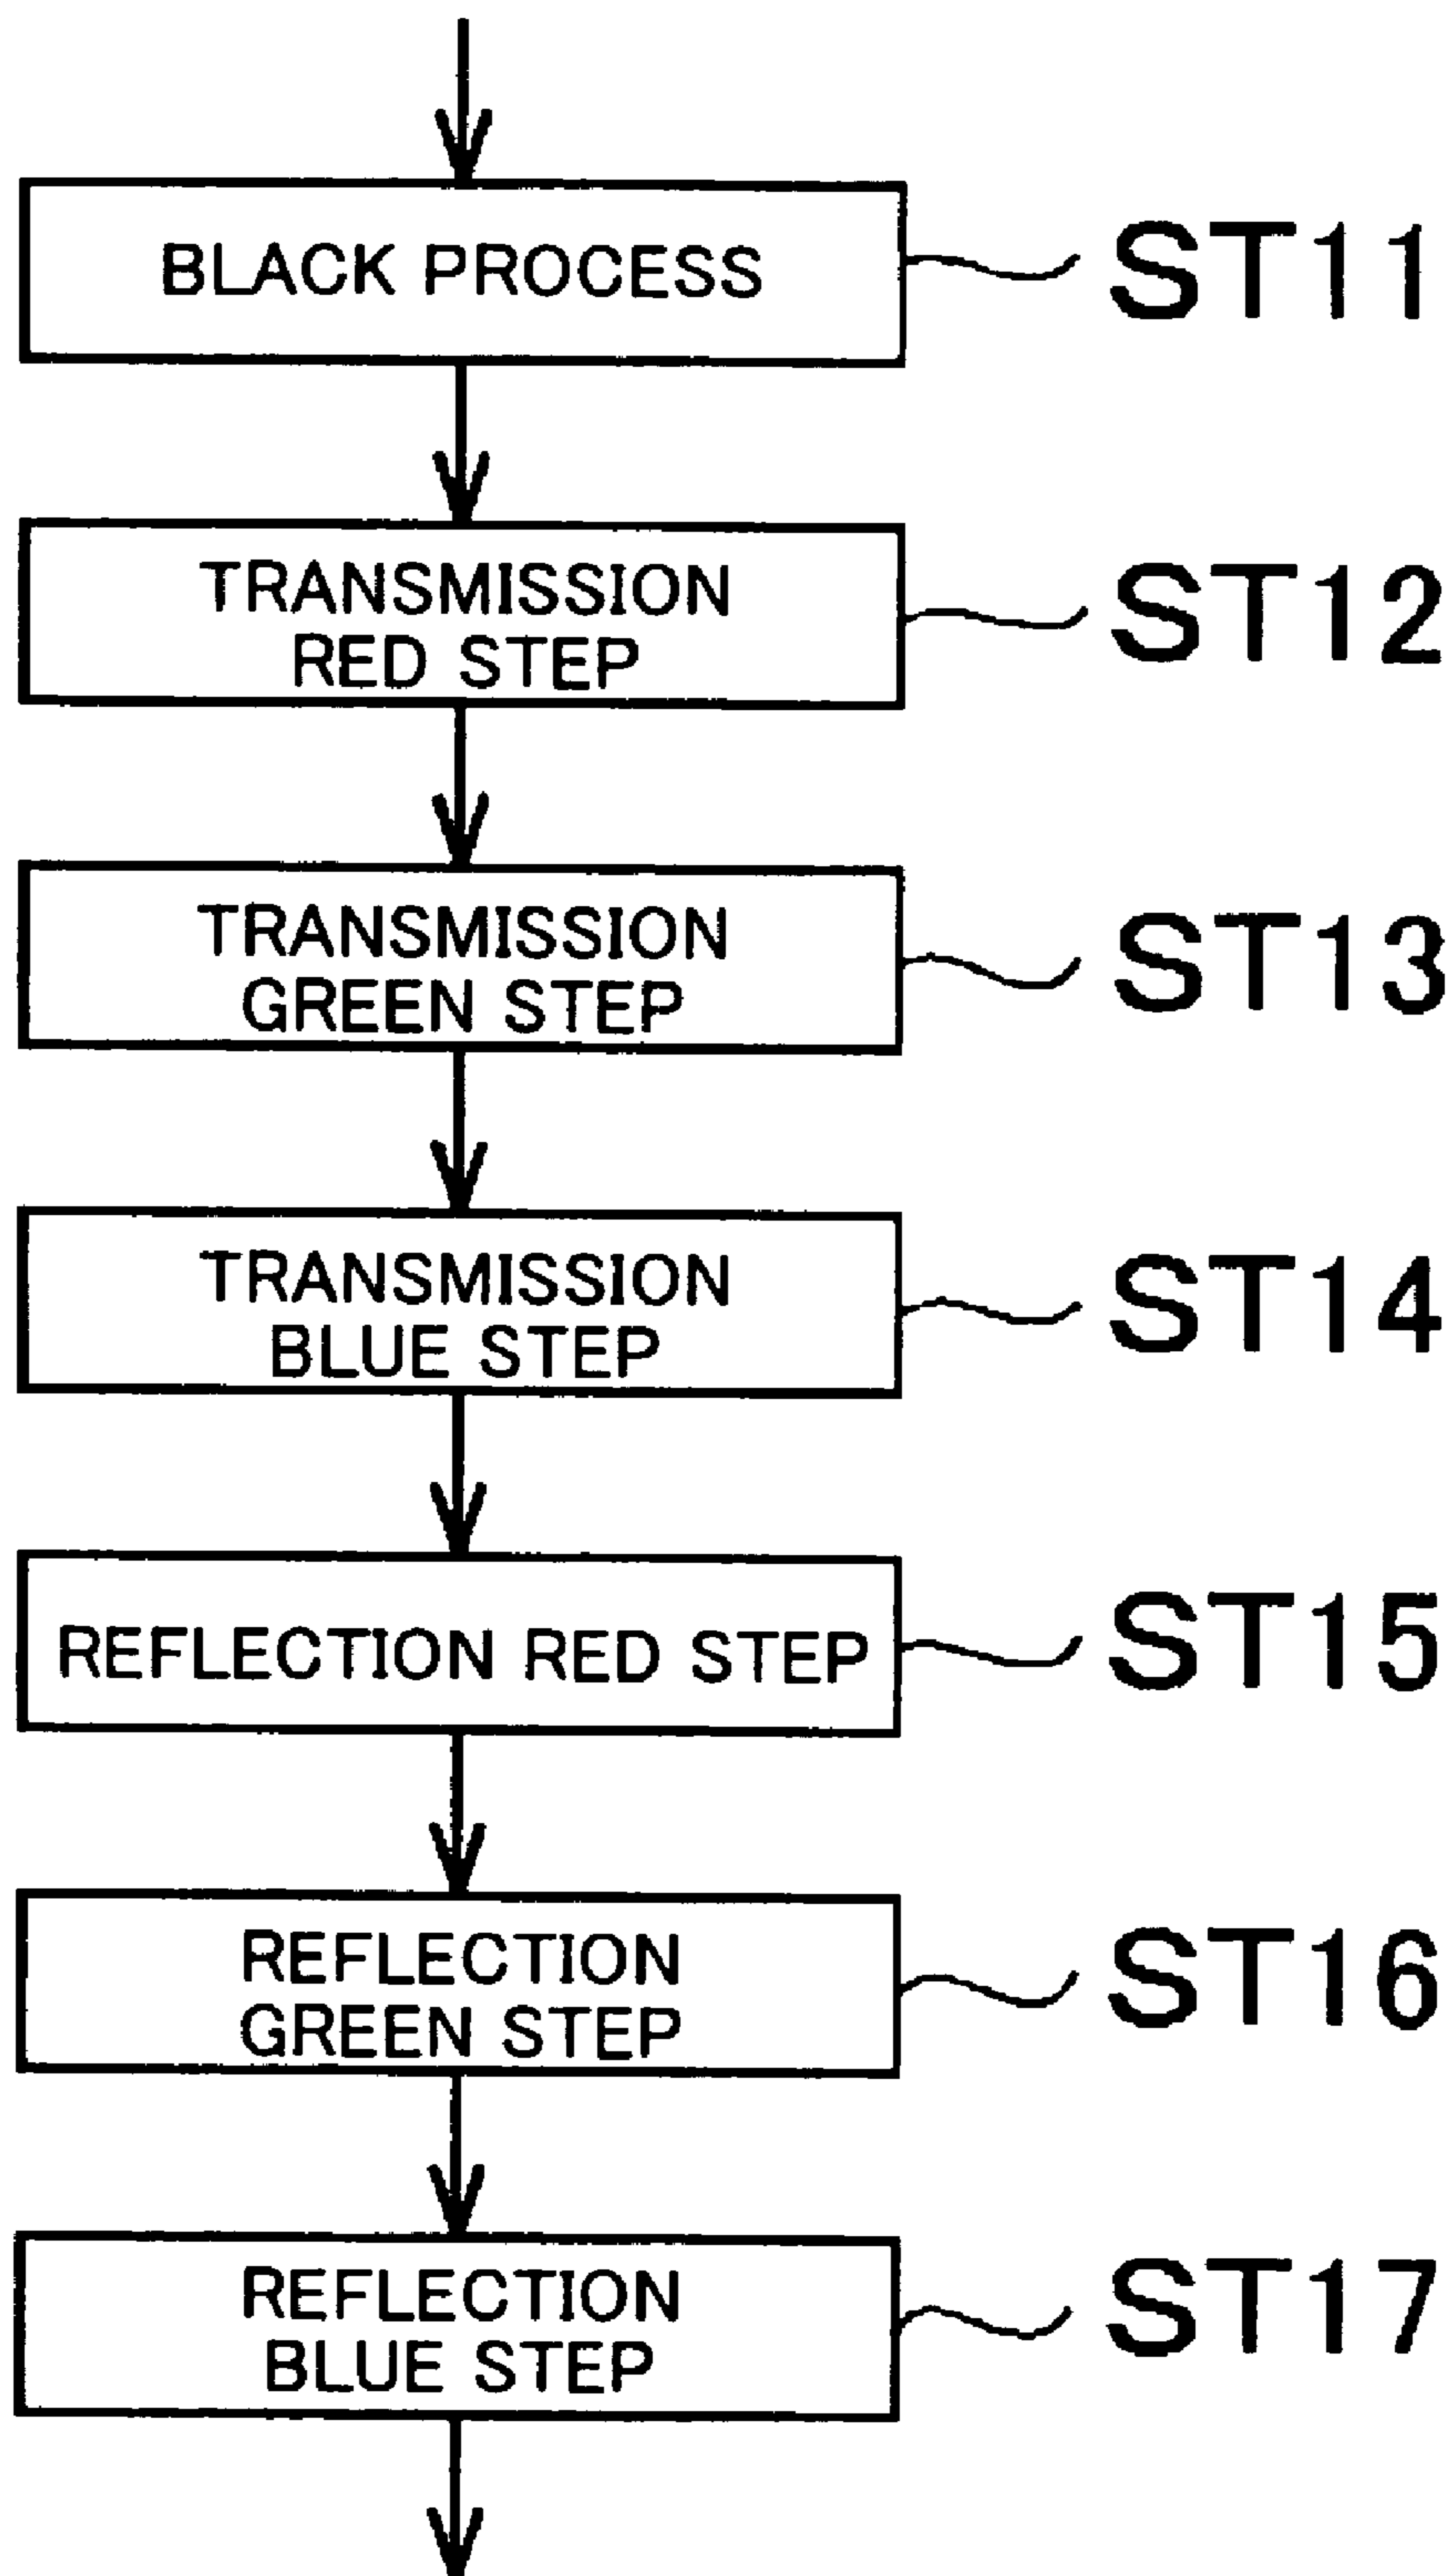 BLACK PROCESS
ST11
TRANSMISSION
RED STEP
ST12
TRANSMISSION
GREEN STEP
ST13
TRANSMISSION
BLUE STEP
ST14
REFLECTION RED STEP
ST15
REFLECTION
GREEN STEP
ST16
REFLECTION
BLUE STEP
ST17